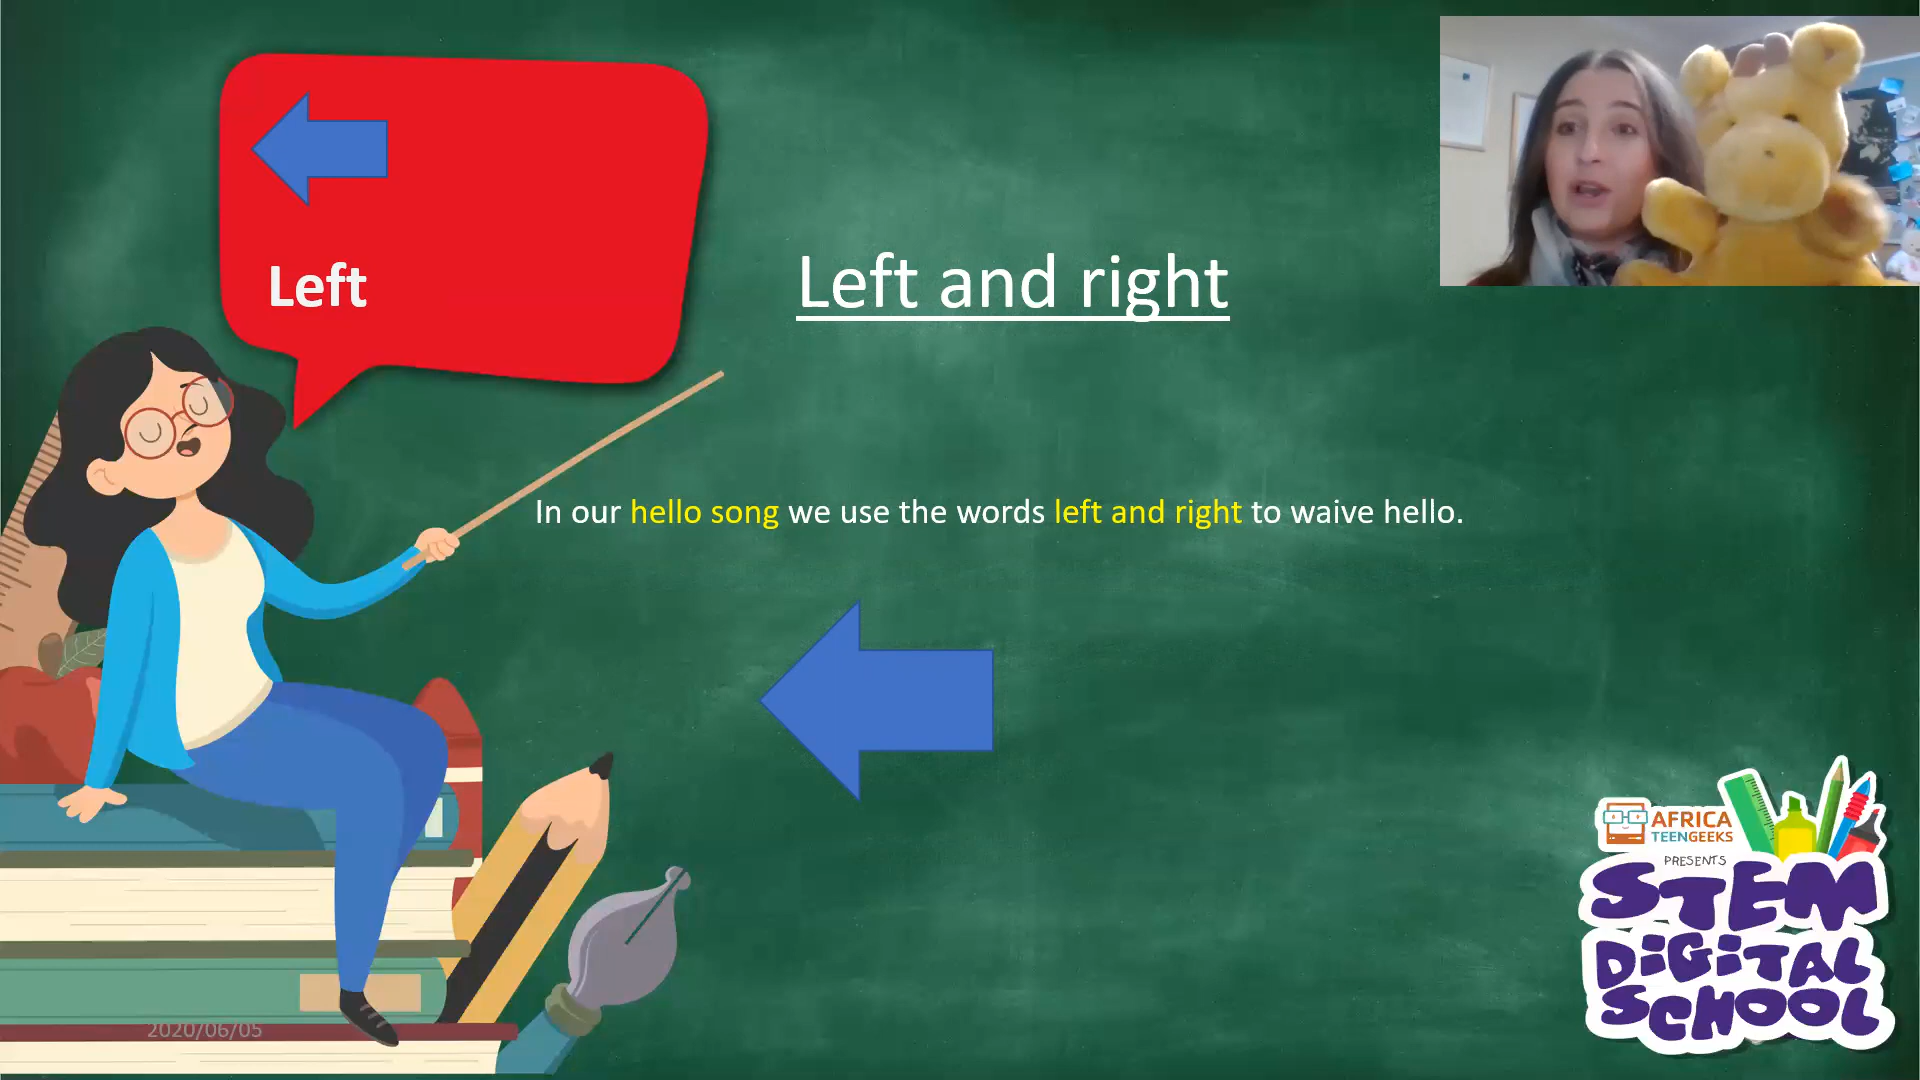 Left
Left and right
In our hello song we use the words left and right to waive hello.
2020/06/05
AFRICA
TEENGEEKS
PRESENTS
STEM
DIGITAL
SCHOOL